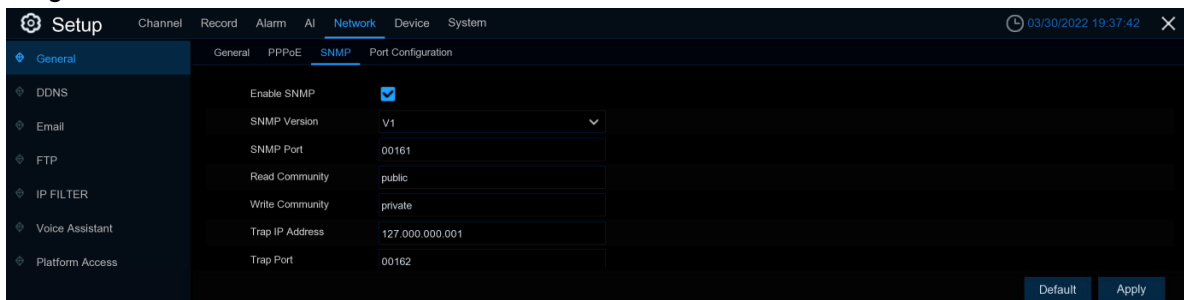 Setup Channel Record Alarm AI Network Device System 03/30/2022 19:37:42
General General PPPoE SNMP Port Configuration
DDNS Enable SNMP
SNMP Version V1
Email
SNMP Port 00161
FTP
Read Community public
IP FILTER
Write Community private
Voice Assistant Trap IP Address 127.000.000.001
Platform Access Trap Port 00162
Default Apply